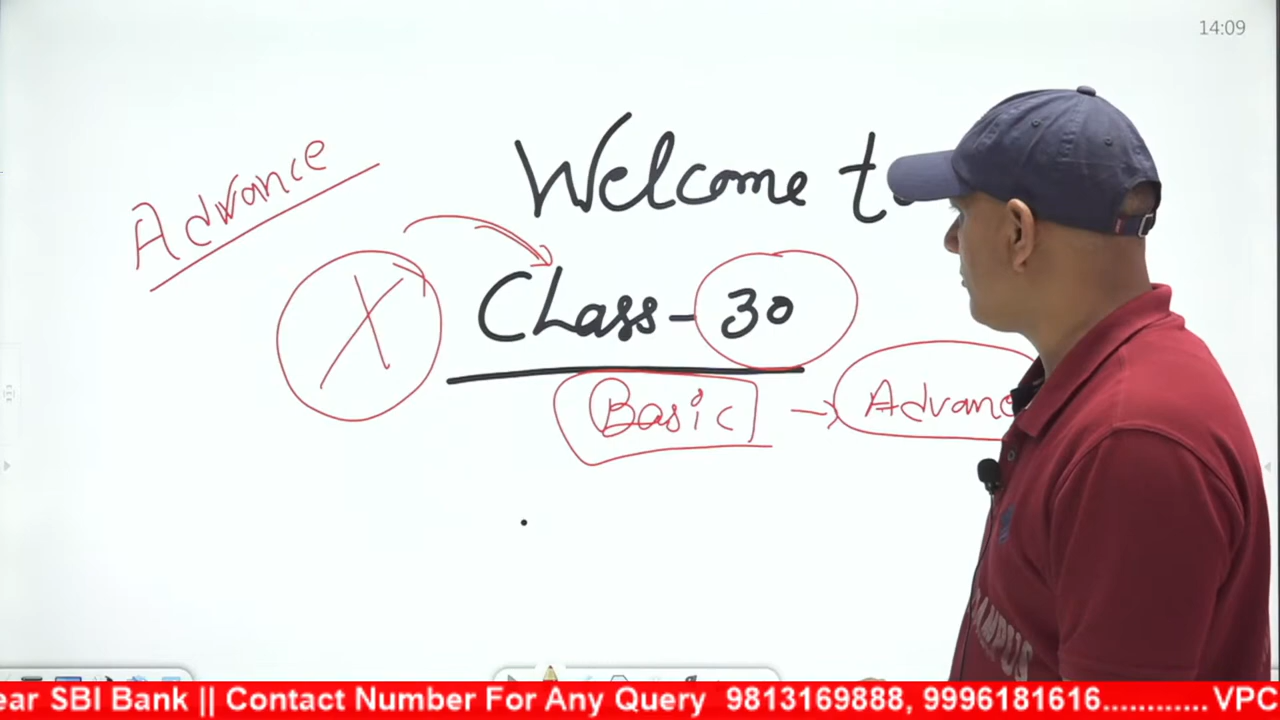 14:09
Advance
Welcome to
X
Class-30
Basic → Advanc
ear SBI Bank || Contact Number For Any Query 9813169888, 9996181616............ VPC